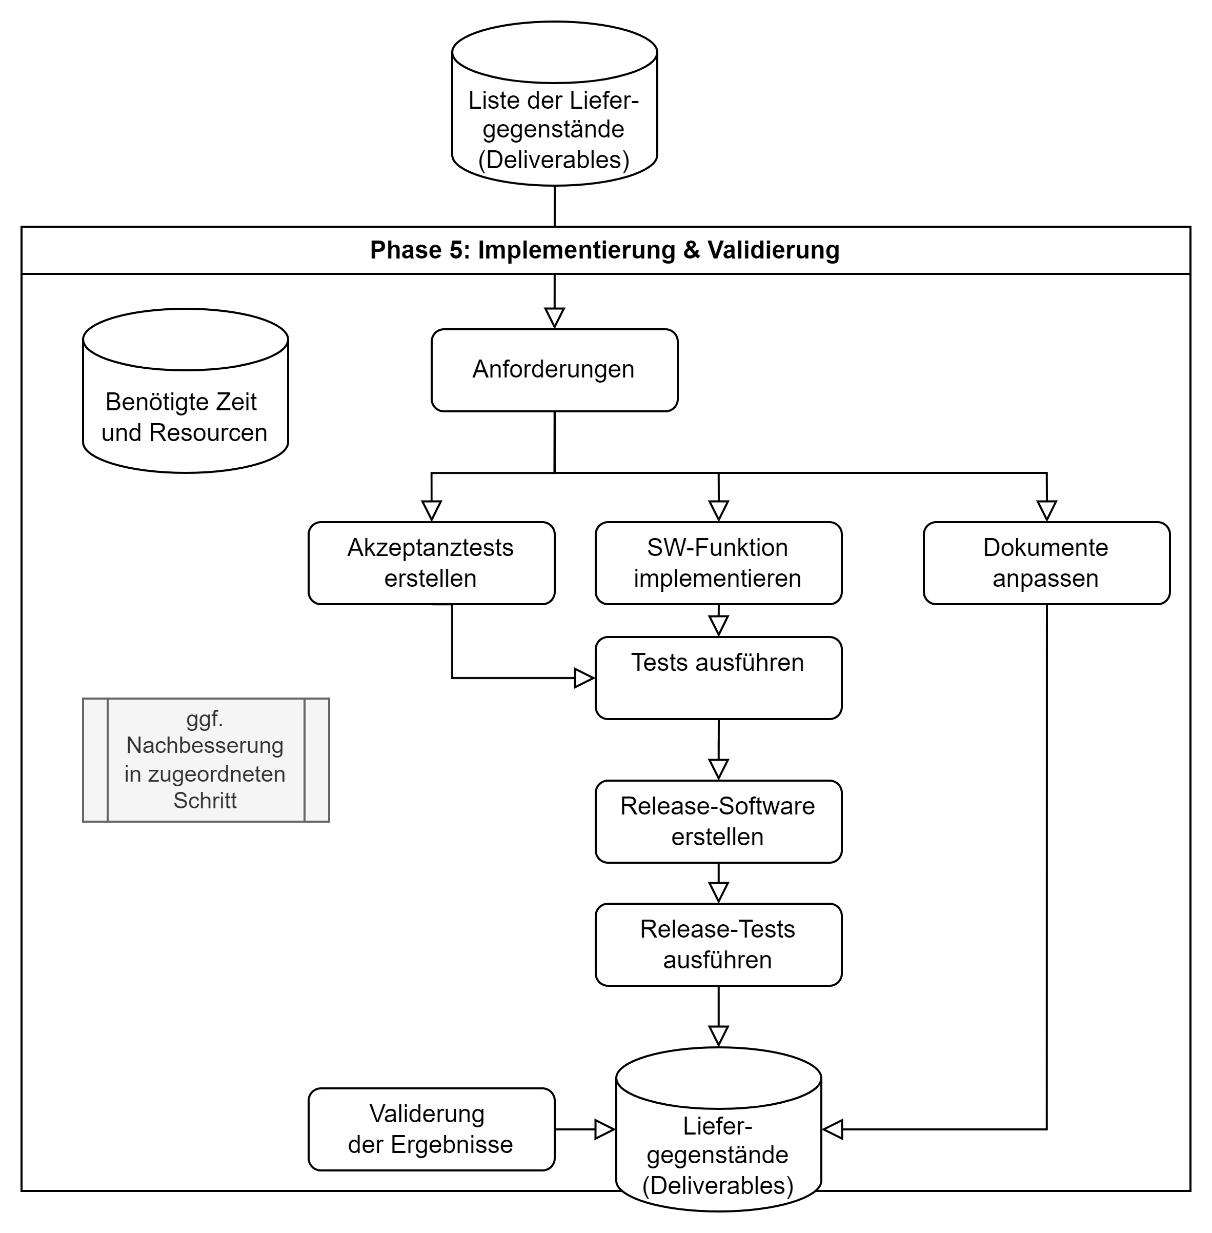 Liste der Liefer-
gegenstände
(Deliverables)
Phase 5: Implementierung & Validierung
Benötigte Zeit
und Resourcen
Anforderungen
Akzeptanztests
erstellen
SW-Funktion
implementieren
Dokumente
anpassen
Tests ausführen
ggf.
Nachbesserung
in zugeordneten
Schritt
Release-Software
erstellen
Release-Tests
ausführen
Validerung
der Ergebnisse
Liefer-
gegenstände
(Deliverables)